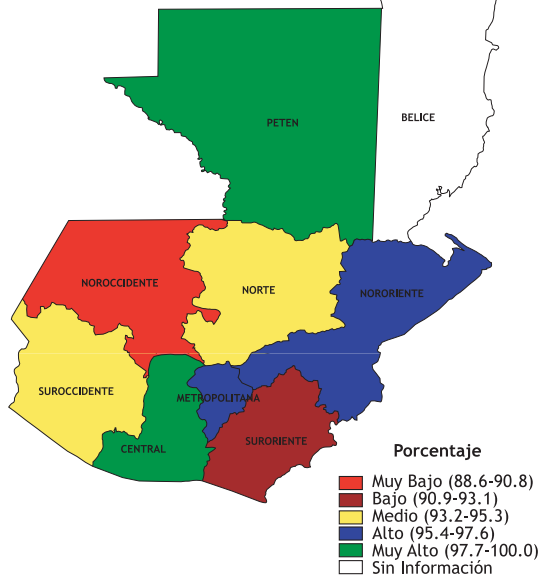 PETEN
BELICE
NOROCCIDENTE
NORTE
NORORIENTE
SUROCCIDENTE
METROPOLITANA
CENTRAL
SURORIENTE
Porcentaje
Muy Bajo (88.6-90.8)
Bajo (90.9-93.1)
Medio (93.2-95.3)
Alto (95.4-97.6)
Muy Alto (97.7-100.0)
Sin Información